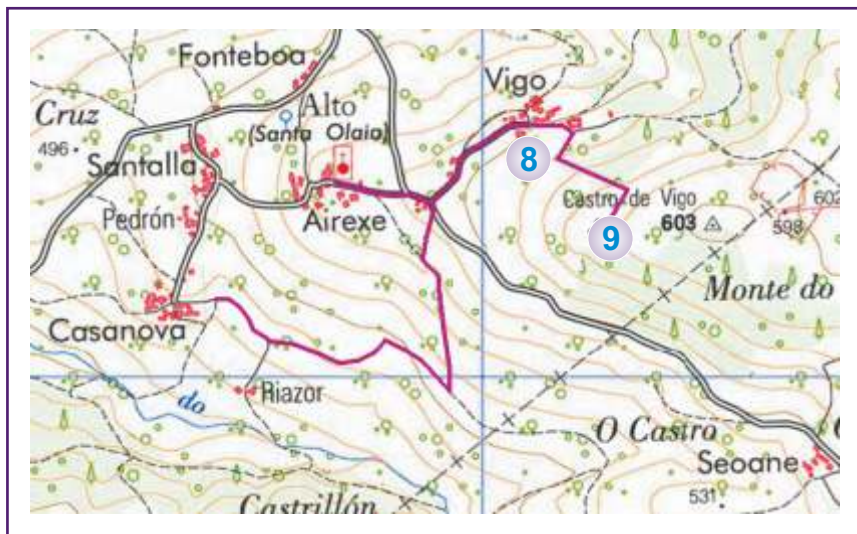 Fonteboa
Vigo
Alto
(Santa Olaia)
Cruz
496
Santalla
8
Castro de Vigo
603
602
598
9
Pedrón
Airexe
Monte do
Casanova
Riazor
do
O Castro
Seoane
Castrillón
531